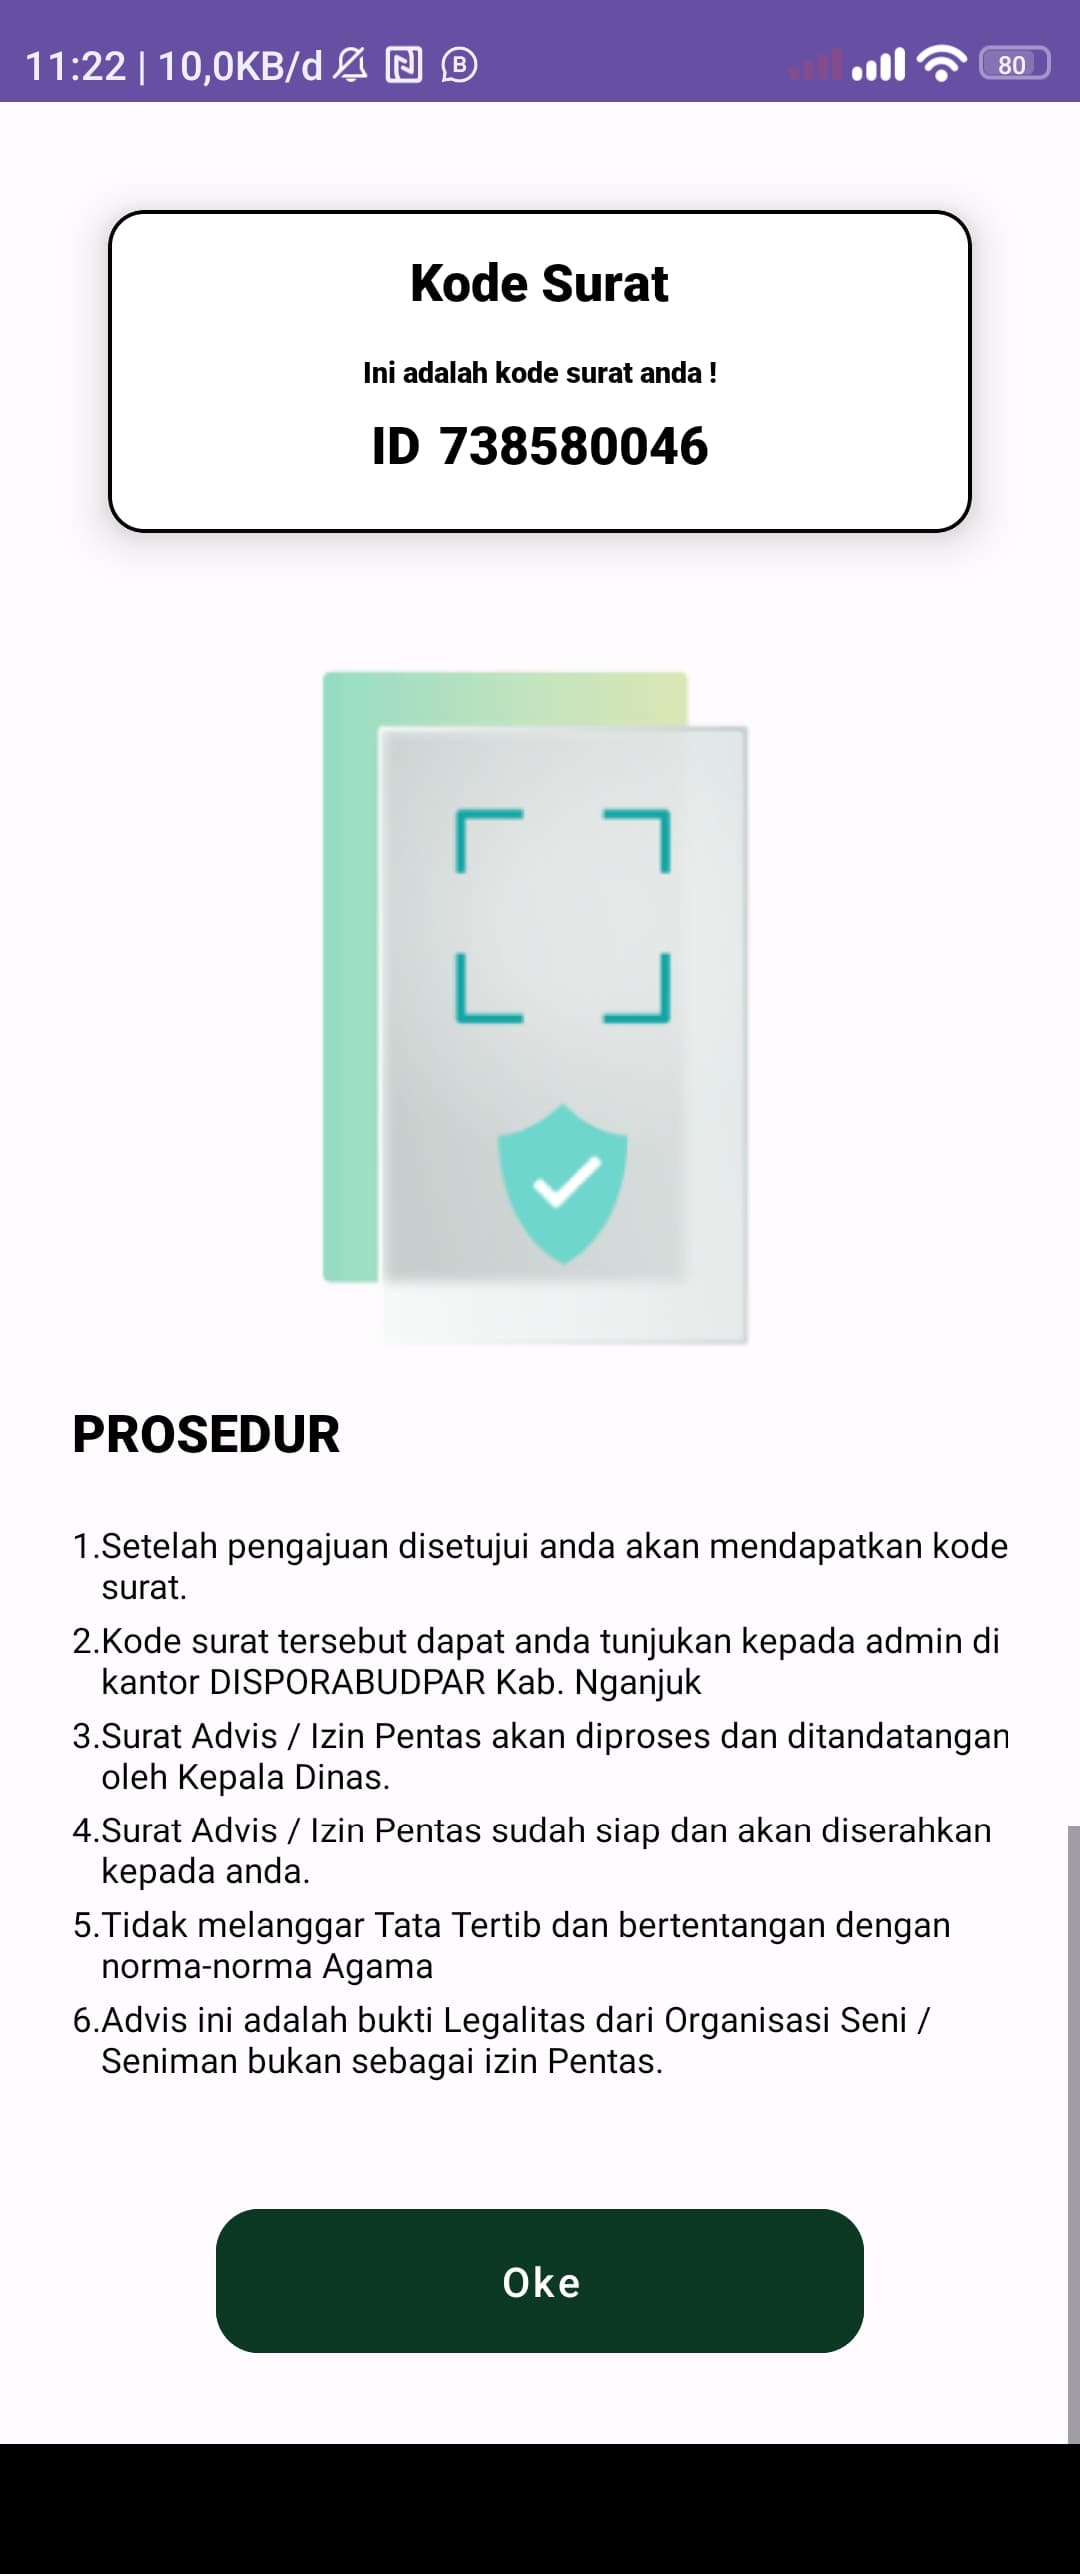 11:22 | 10,0KB/d
80
Kode Surat
Ini adalah kode surat anda !
ID 738580046
PROSEDUR
1.Setelah pengajuan disetujui anda akan mendapatkan kode
surat.
2.Kode surat tersebut dapat anda tunjukan kepada admin di
kantor DISPORABUDPAR Kab. Nganjuk
3.Surat Advis / Izin Pentas akan diproses dan ditandatangan
oleh Kepala Dinas.
4.Surat Advis / Izin Pentas sudah siap dan akan diserahkan
kepada anda.
5.Tidak melanggar Tata Tertib dan bertentangan dengan
norma-norma Agama
6.Advis ini adalah bukti Legalitas dari Organisasi Seni /
Seniman bukan sebagai izin Pentas.
Oke